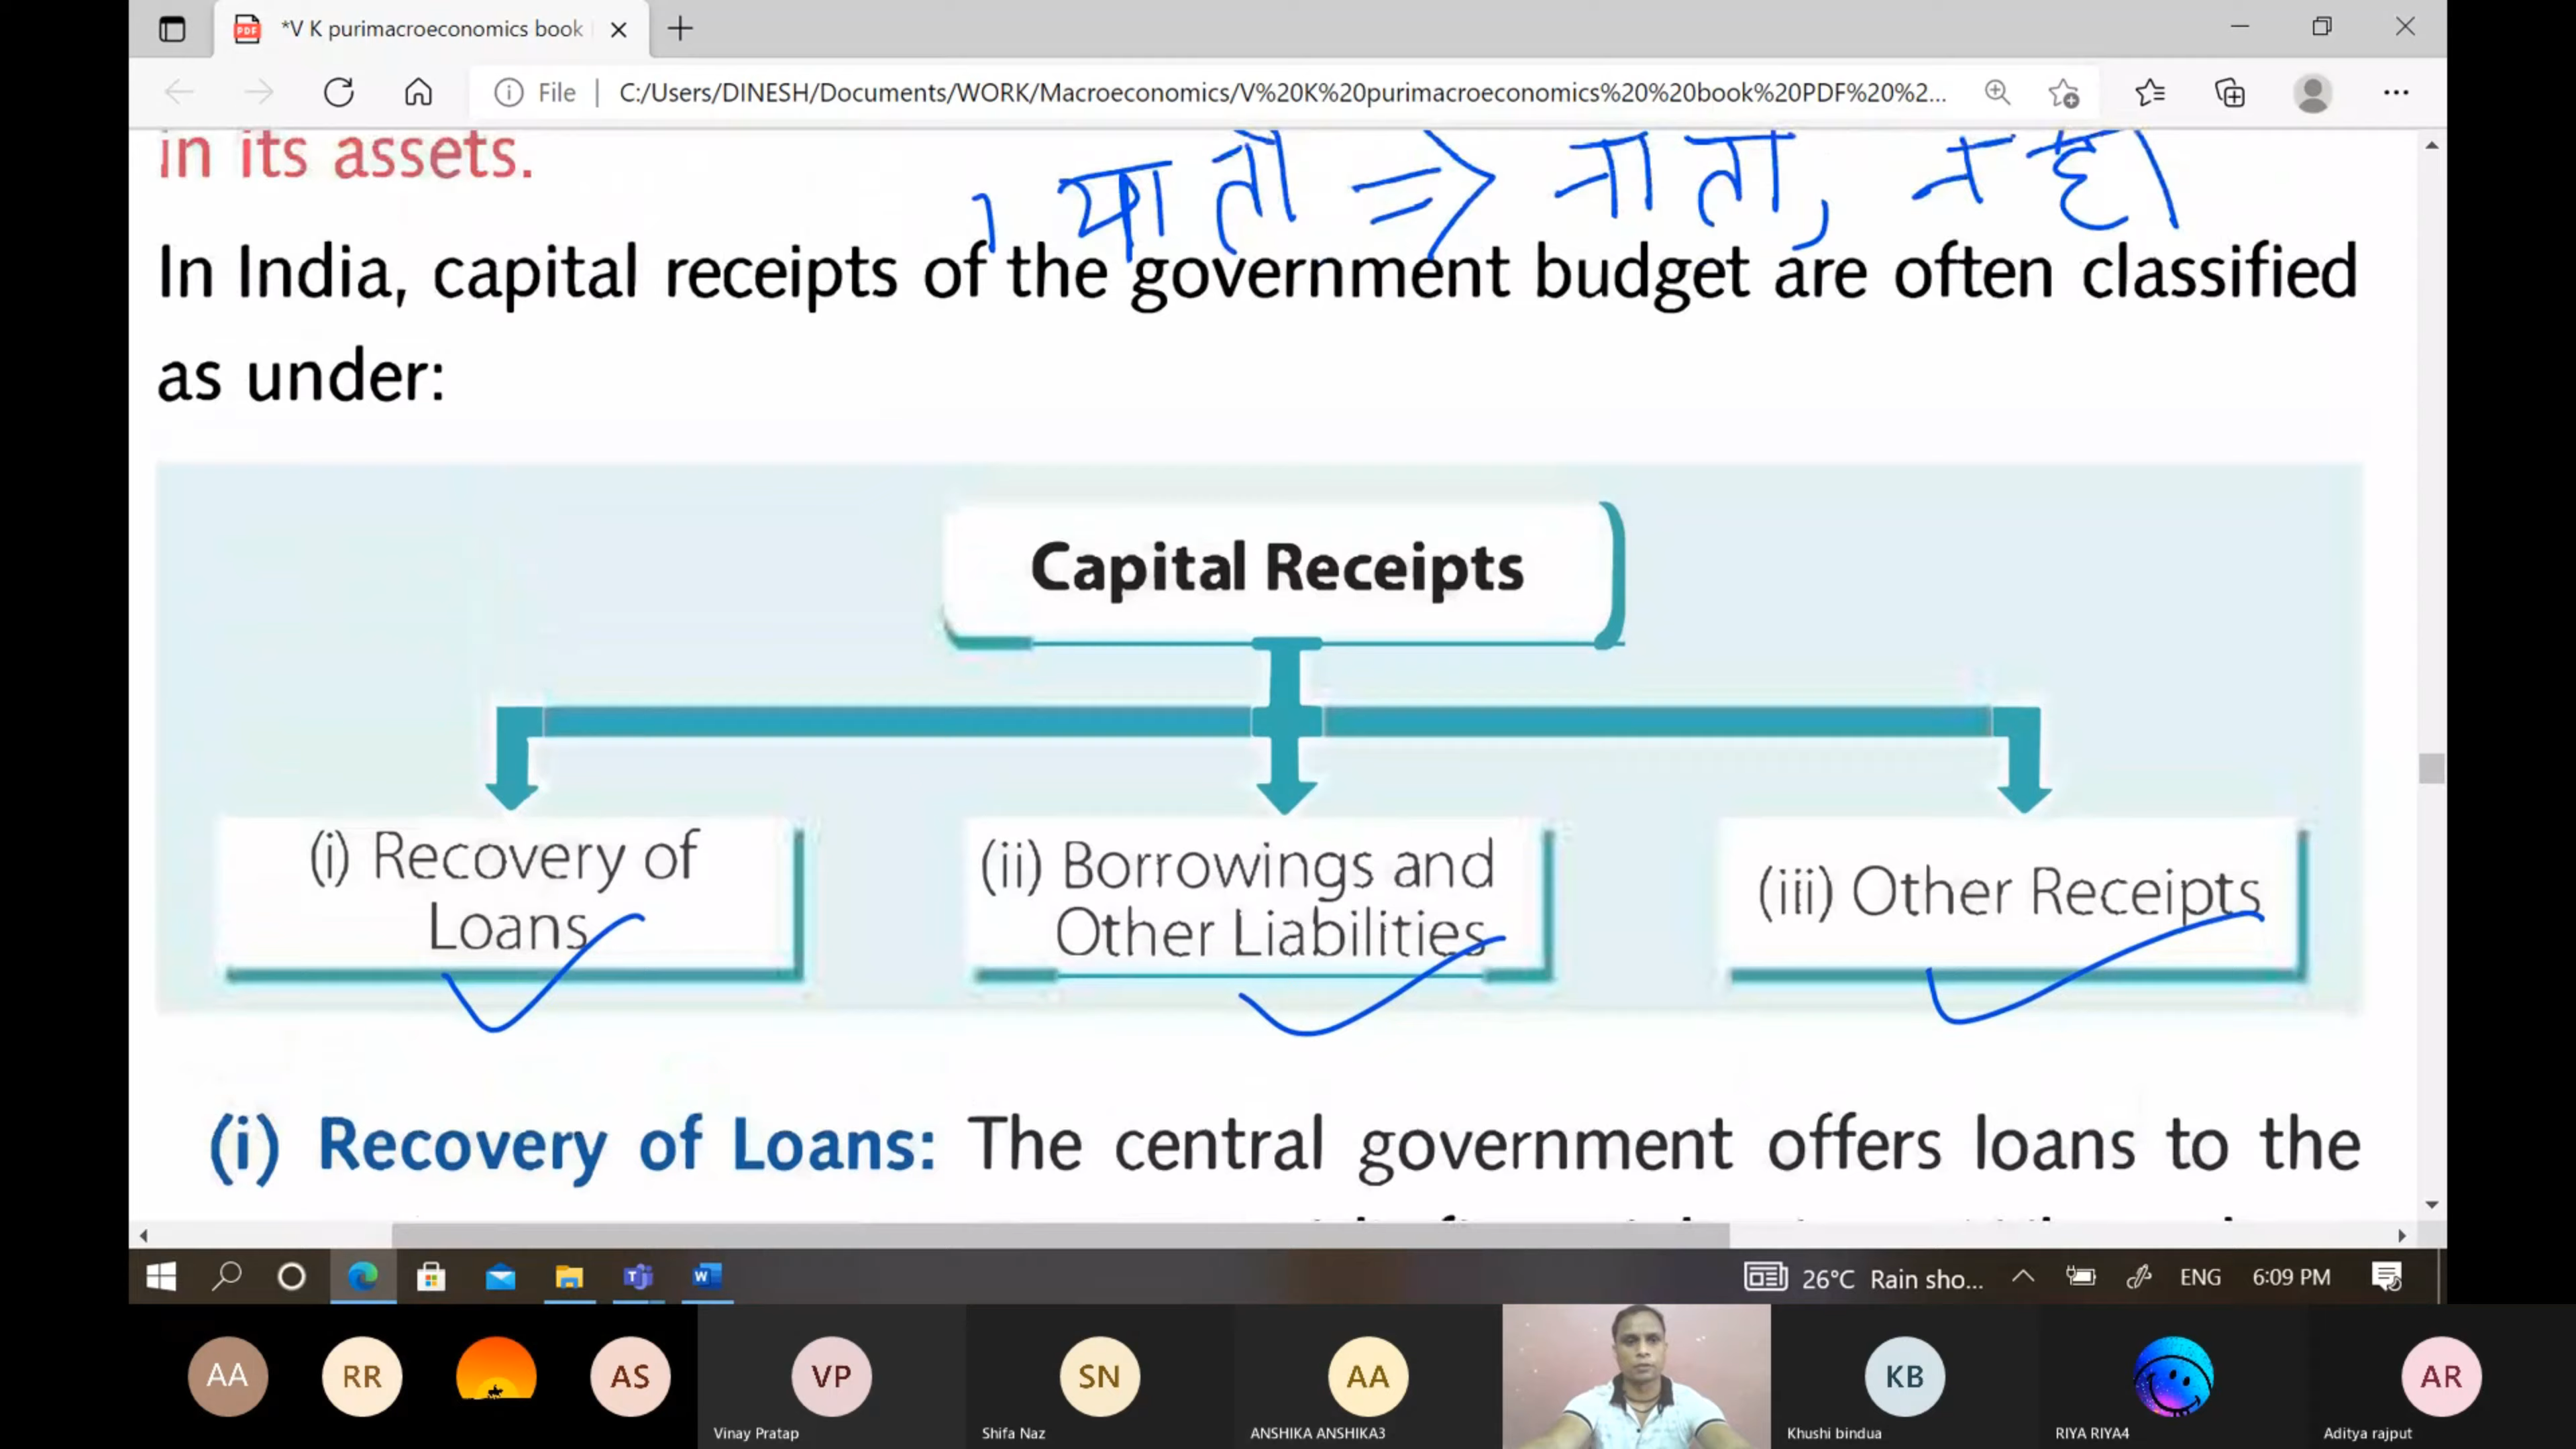 *V K purimacroeconomics book
File | C:/Users/DINESH/Documents/WORK/Macroeconomics/V%20K%20purimacroeconomics%20%20book%20PDF%20%2...
in its assets.
In India, capital receipts of the government budget are often classified
as under:
Capital Receipts
(i) Recovery of
Loans
(ii) Borrowings and
Other Liabilities
(iii) Other Receipts
(i) Recovery of Loans: The central government offers loans to the
26°C Rain sho...
ENG
6:09 PM
AA
RR
AS
VP
SN
AA
KB
AR
Vinay Pratap
Shifa Naz
ANSHIKA ANSHIKA3
Khushi bindua
RIYA RIYA4
Aditya rajput